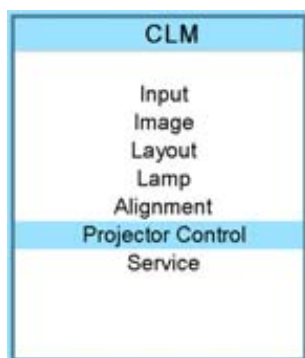 CLM
Input
Image
Layout
Lamp
Alignment
Projector Control
Service